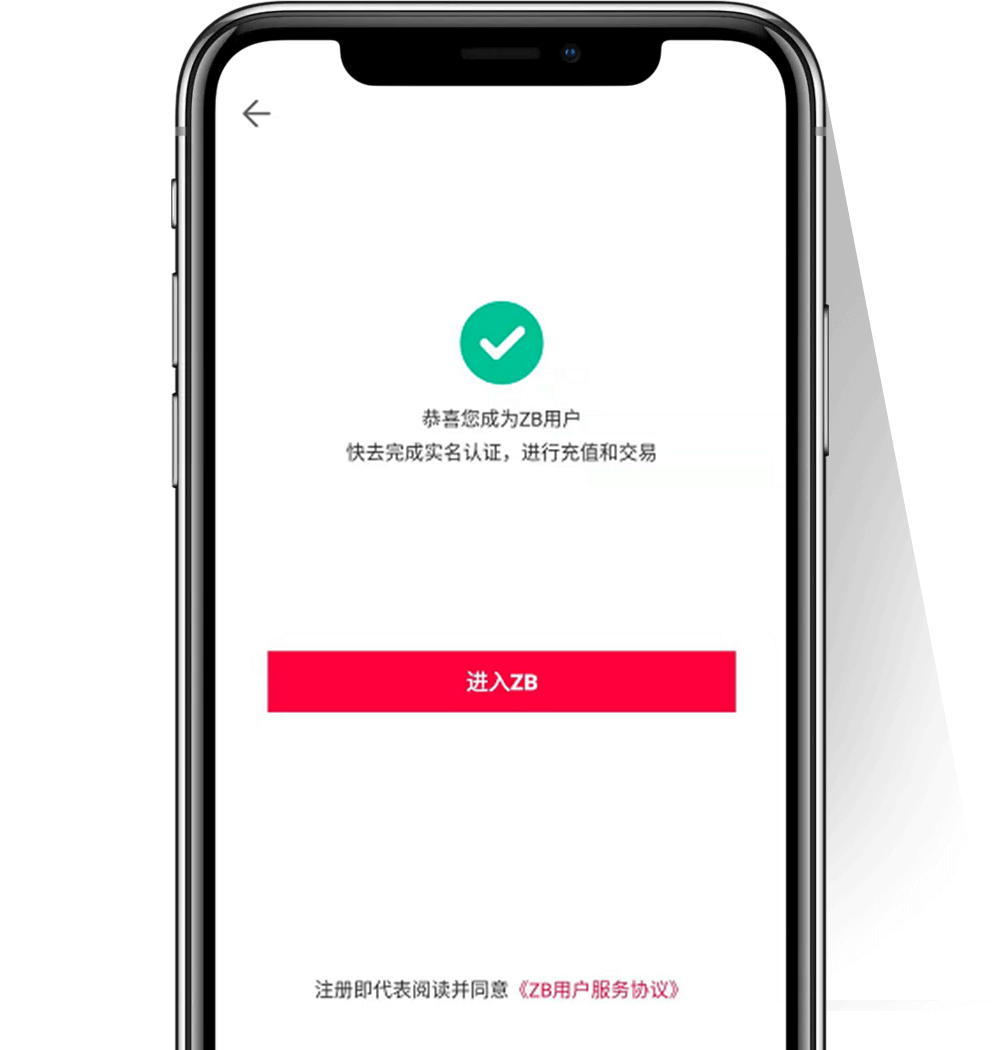 恭喜您成为ZB用户
快去完成实名认证，进行充值和交易
进入ZB
注册即代表阅读并同意《ZB用户服务协议》